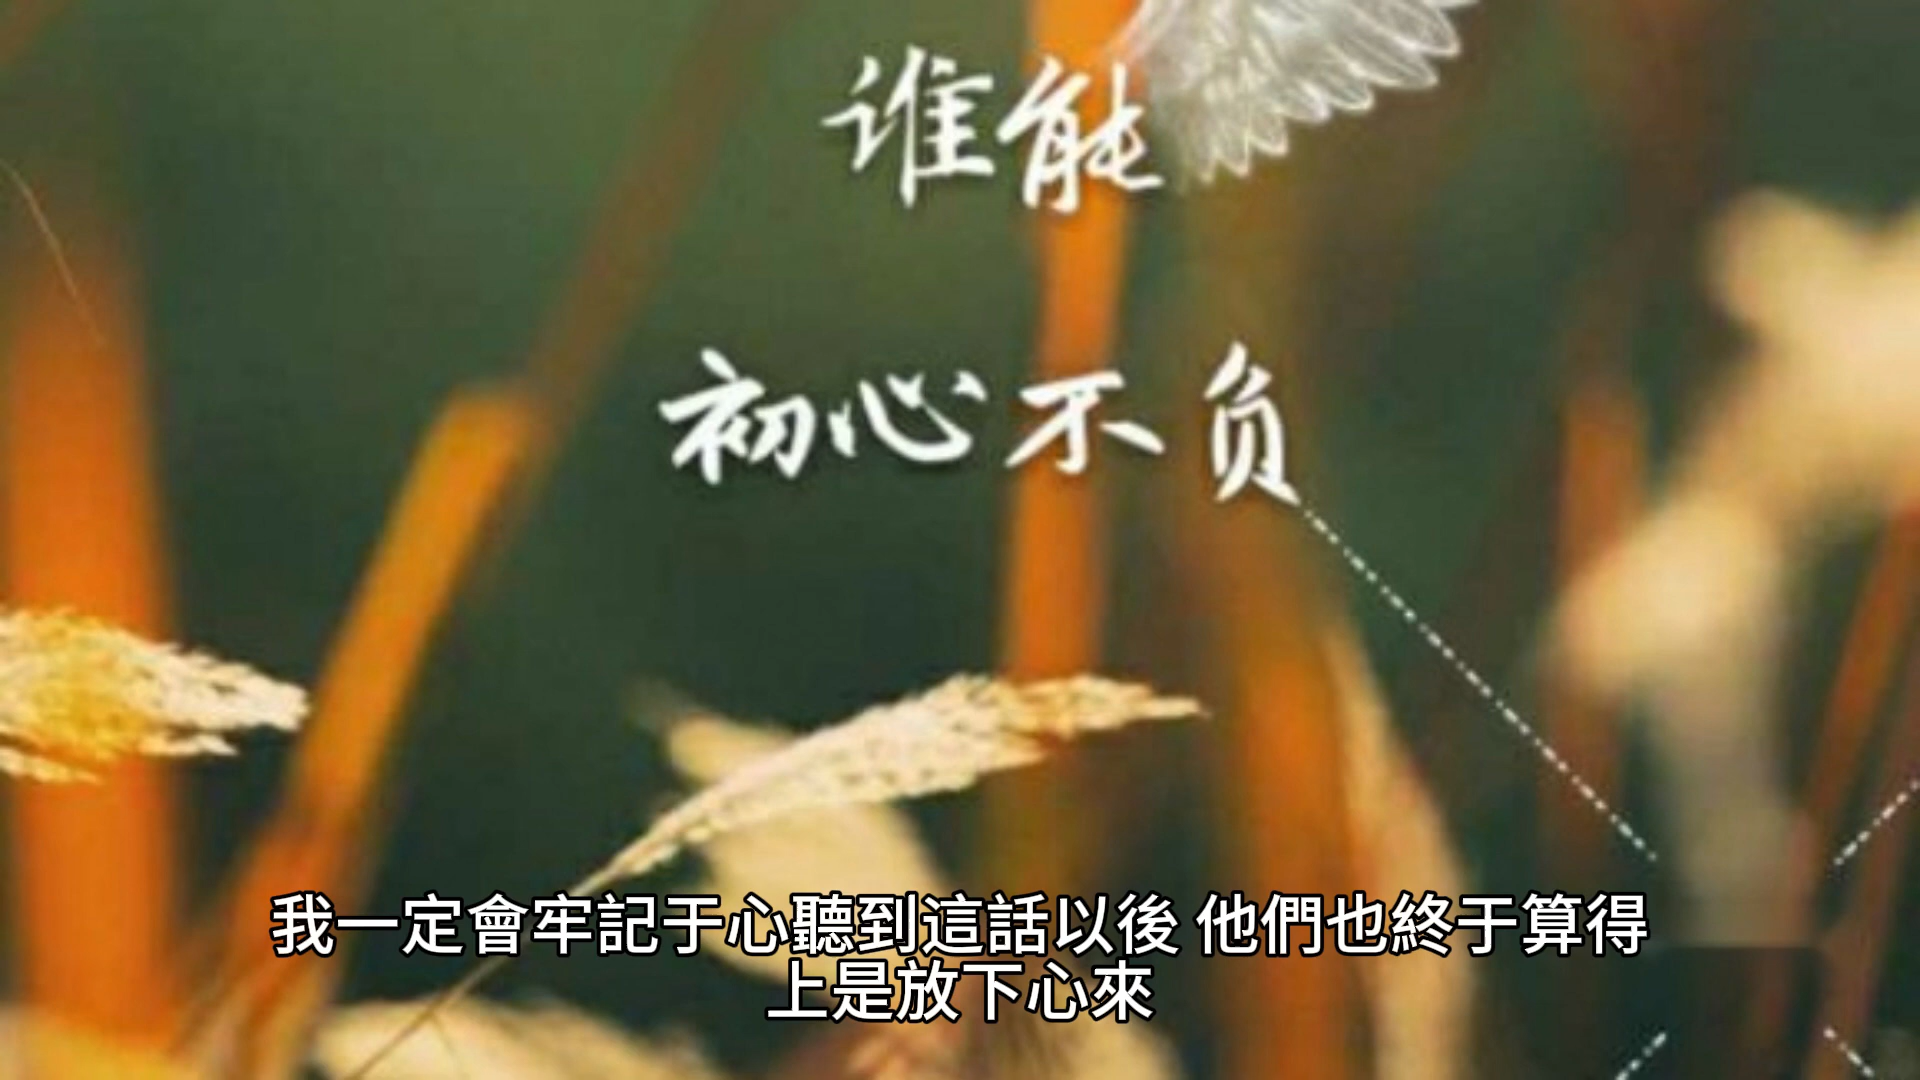 谁能
初心不负
我一定會牢記于心聽到這話以後 他們也終于算得
上是放下心來